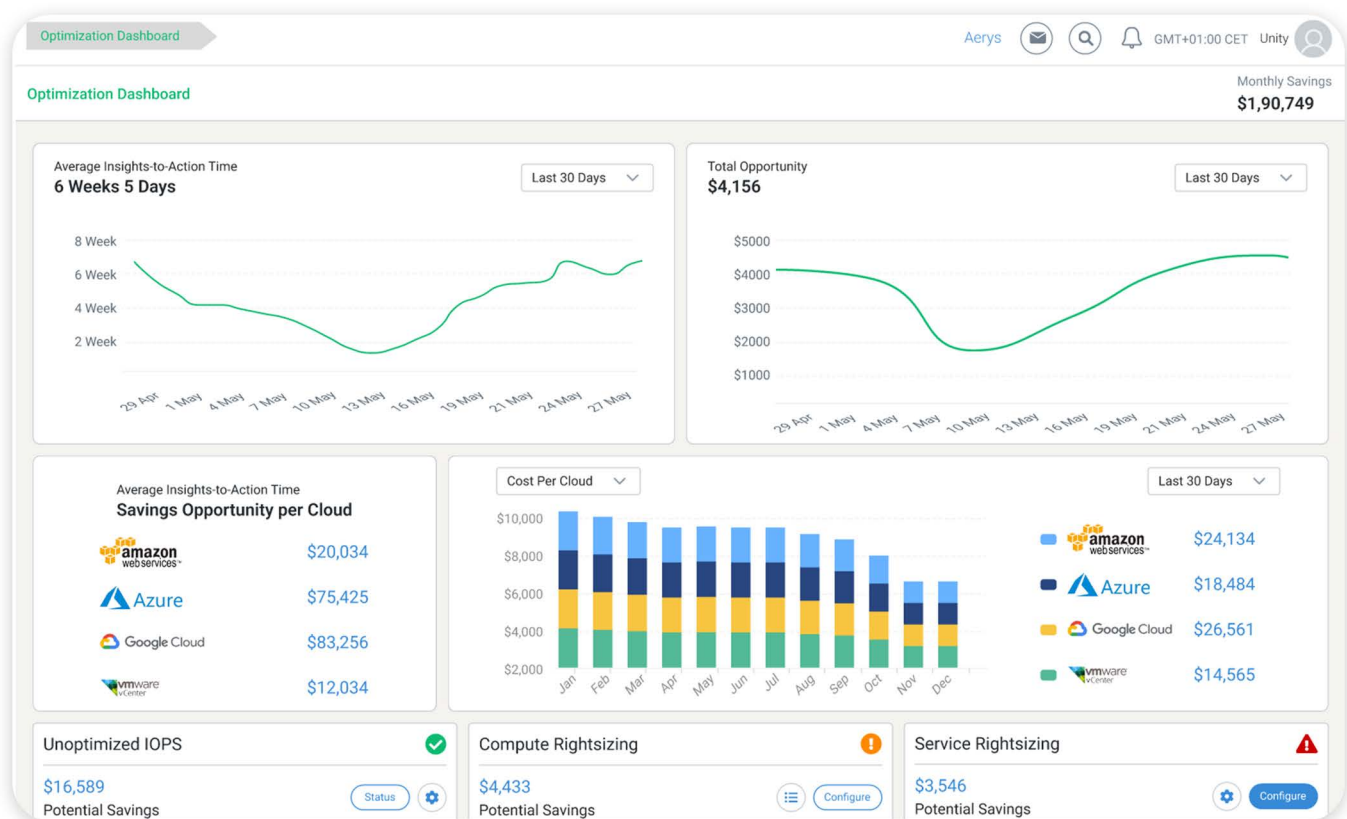 Optimization Dashboard
Aerys
GMT+01:00 CET
Unity
Optimization Dashboard
Monthly Savings
$1,90,749
Average Insights-to-Action Time
6 Weeks 5 Days
Last 30 Days
8 Week
6 Week
4 Week
2 Week
29 Apr
1 May
4 May
7 May
10 May
13 May
16 May
19 May
21 May
24 May
27 May
Total Opportunity
$4,156
Last 30 Days
$5000
$4000
$3000
$2000
$1000
29 Apr
1 May
4 May
7 May
10 May
13 May
16 May
19 May
21 May
24 May
27 May
Average Insights-to-Action Time
Savings Opportunity per Cloud
amazon
webservices™
$20,034
Azure
$75,425
Google Cloud
$83,256
vmware
vCenter
$12,034
Cost Per Cloud
Last 30 Days
$10,000
$8,000
$6,000
$4,000
$2,000
Jan
Feb
Mar
Apr
May
Jun
Jul
Aug
Sep
Oct
Nov
Dec
amazon
webservices™
$24,134
Azure
$18,484
Google Cloud
$26,561
vmware
vCenter
$14,565
Unoptimized IOPS
$16,589
Potential Savings
Status
Compute Rightsizing
$4,433
Potential Savings
Configure
Service Rightsizing
$3,546
Potential Savings
Configure